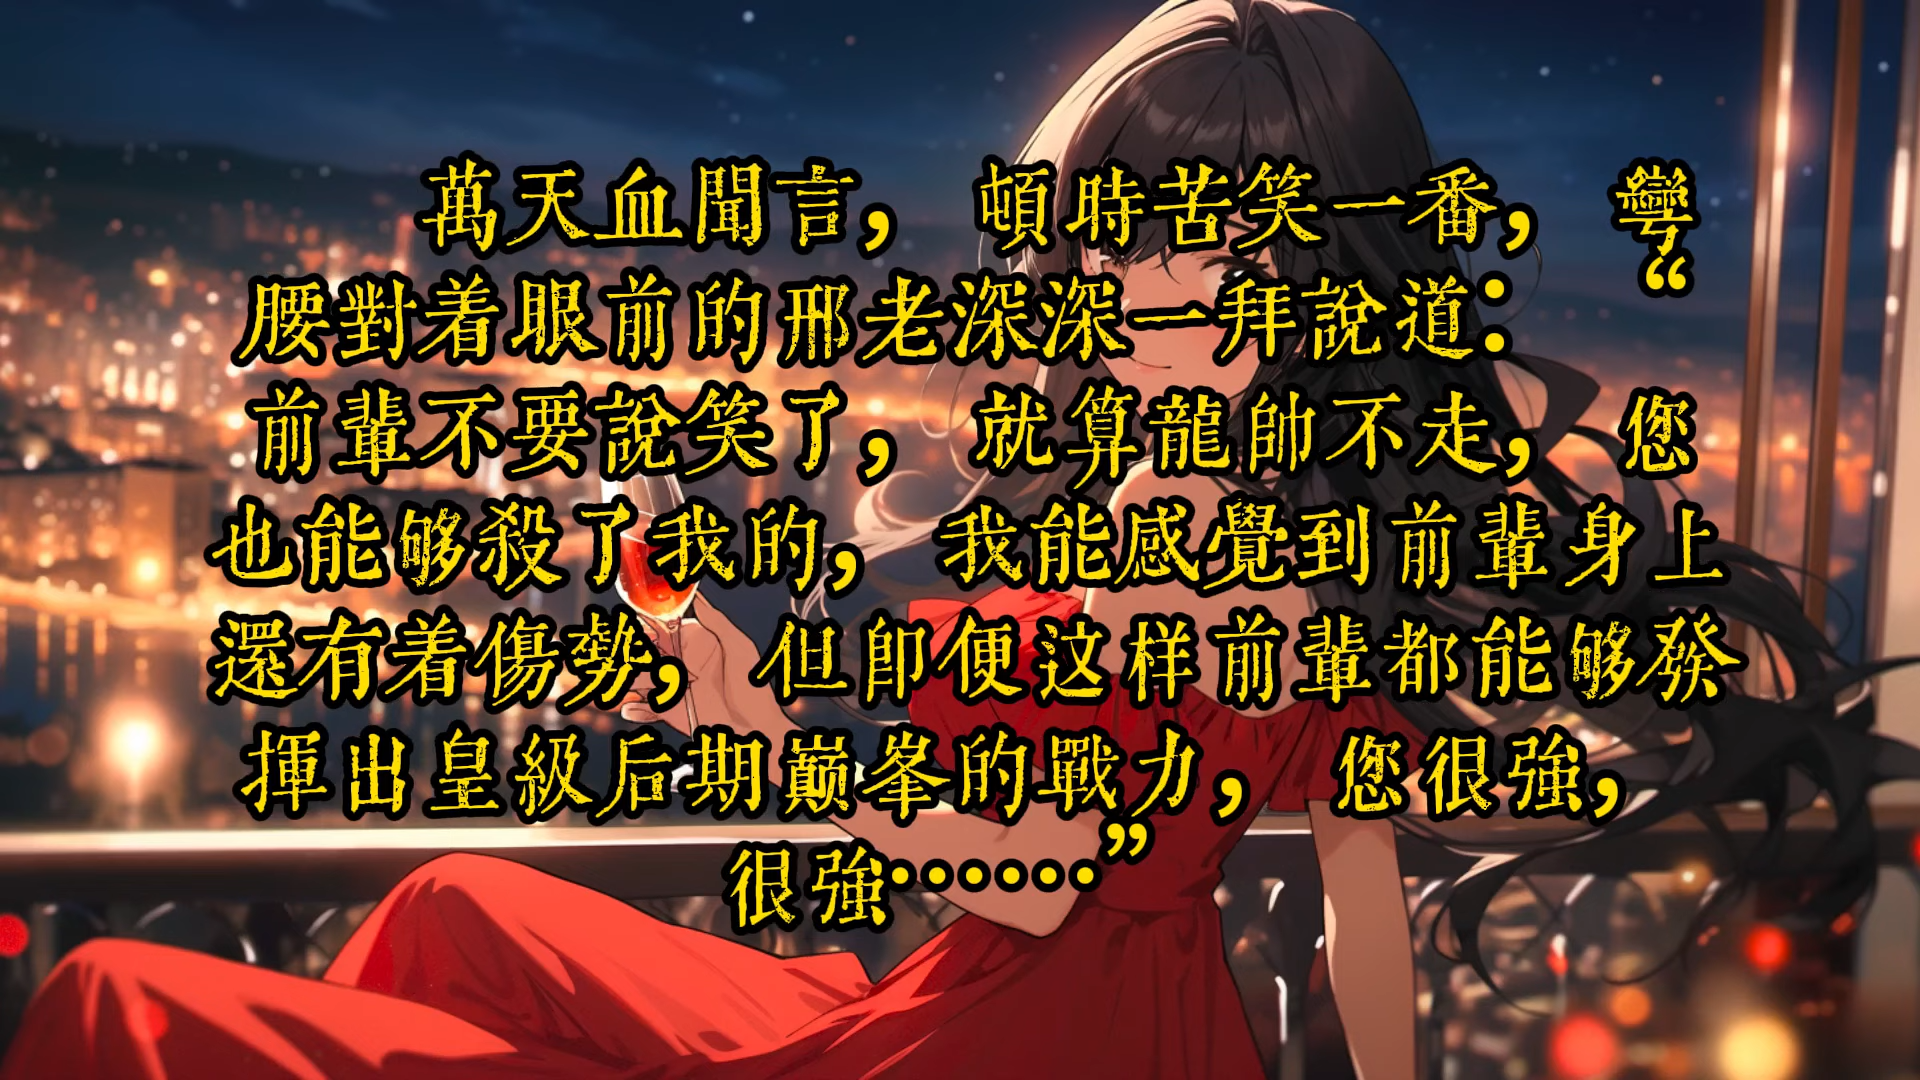 萬天血聞言，頓時苦笑一番，彎
腰對着眼前的邢老深深一拜說道：“
前輩不要說笑了，就算龍帥不走，您
也能够殺了我的，我能感覺到前輩身上
還有着傷勢，但即便这样前輩都能够發
揮出皇級后期巅峯的戰力，您很強，
很強……”